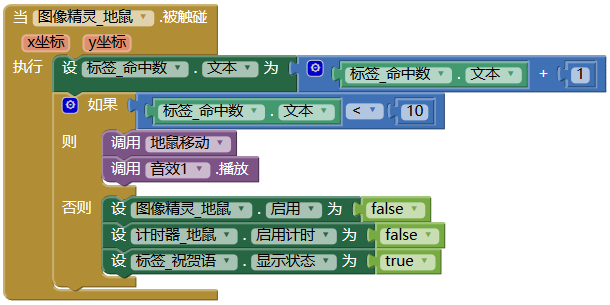 当 图像精灵_地鼠 .被触碰
x坐标 y坐标
执行 设 标签_命中数 . 文本 为 标签_命中数 . 文本 + 1
如果 标签_命中数 . 文本 < 10
则 调用 地鼠移动
调用 音效1 .播放
否则 设 图像精灵_地鼠 . 启用 为 false
设 计时器_地鼠 . 启用计时 为 false
设 标签_祝贺语 . 显示状态 为 true